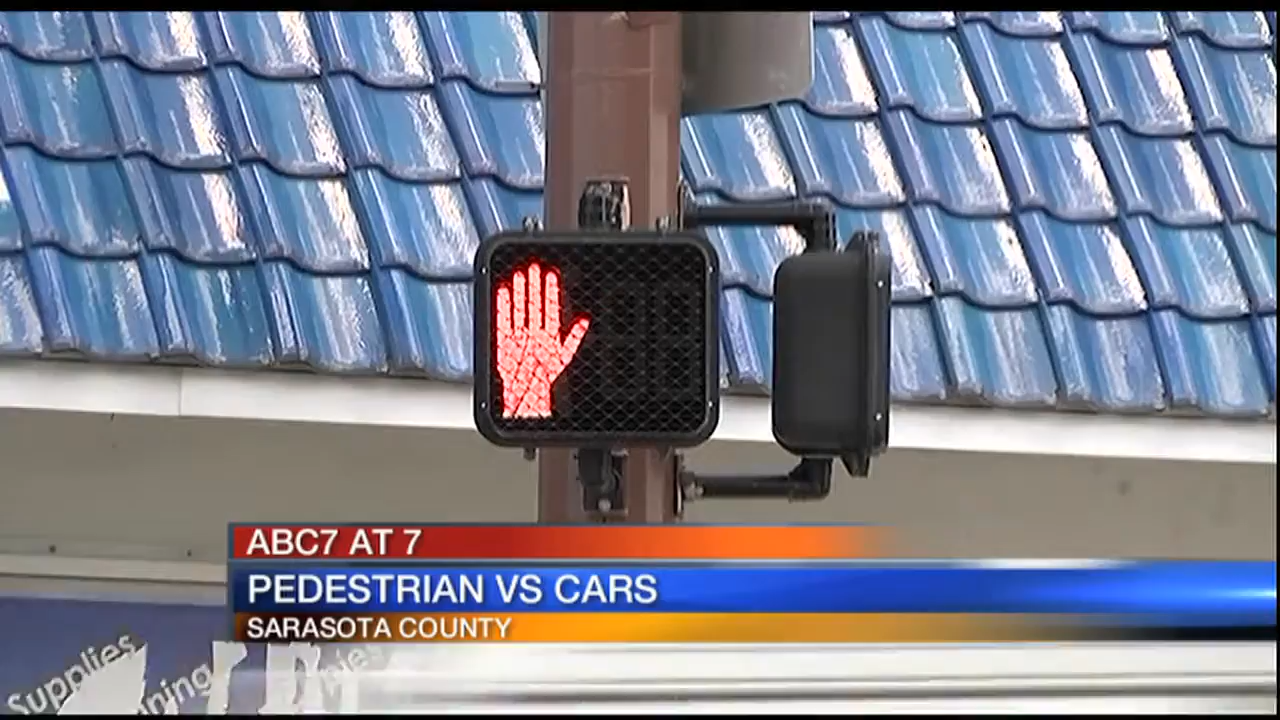 ABC7 AT 7
PEDESTRIAN VS CARS
SARASOTA COUNTY
Supplies